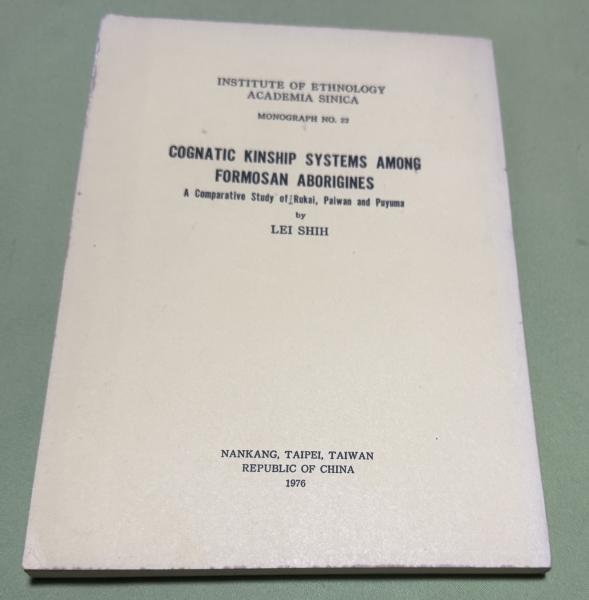 INSTITUTE OF ETHNOLOGY
ACADEMIA SINICA
MONOGRAPH NO. 22
COGNATIC KINSHIP SYSTEMS AMONG
FORMOSAN ABORIGINES
A Comparative Study of Rukai, Paiwan and Puyuma
by
LEI SHIH
NANKANG, TAIPEI, TAIWAN
REPUBLIC OF CHINA
1976